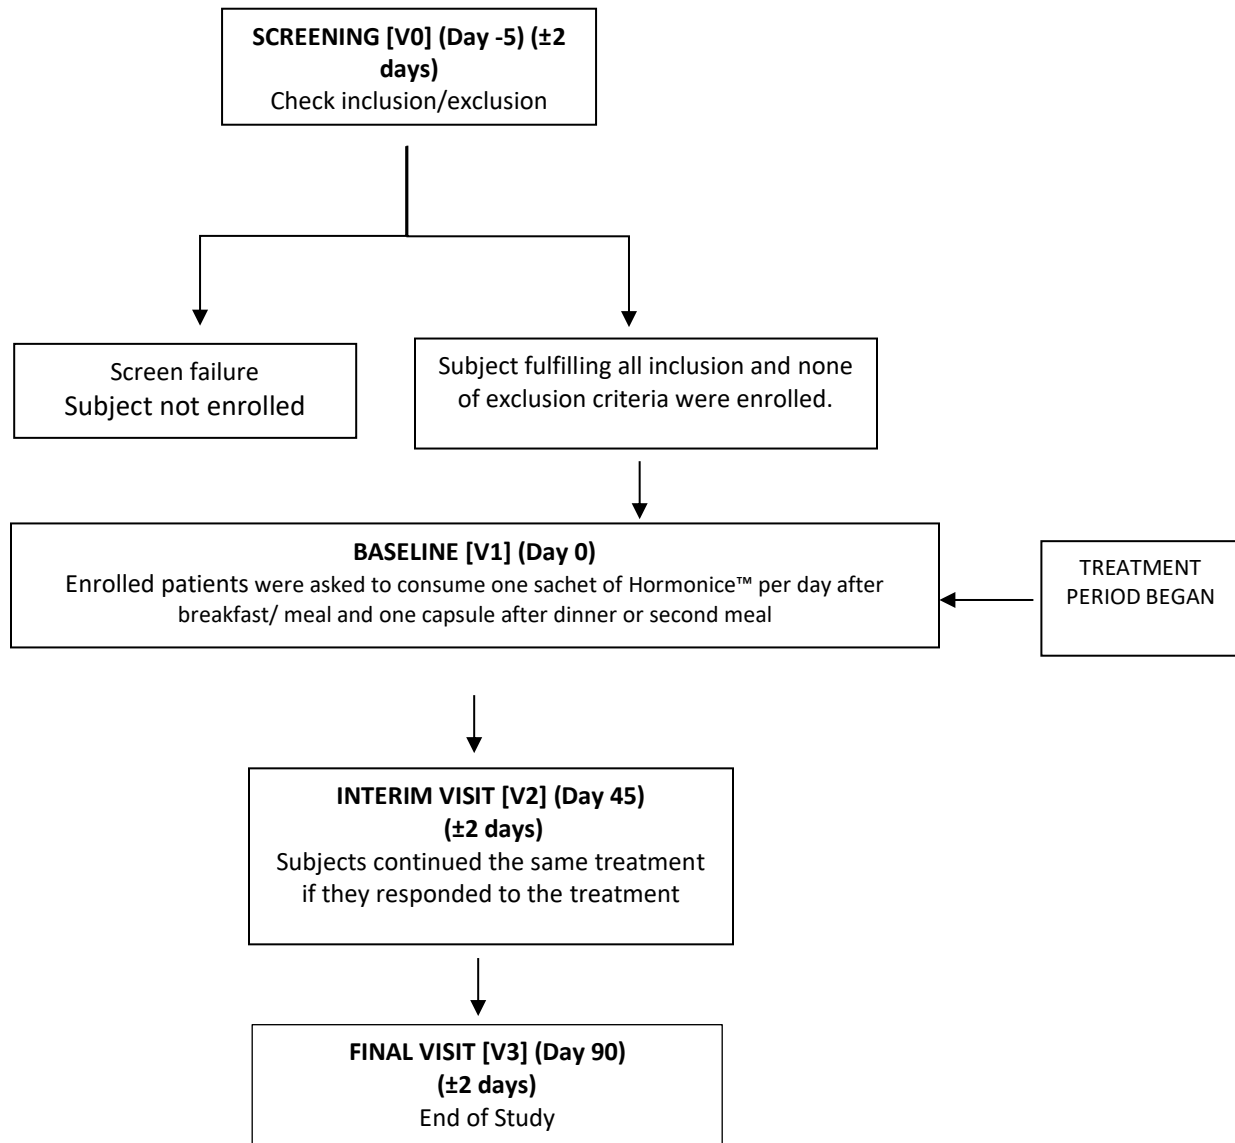 SCREENING [V0] (Day -5) (±2
days)
Check inclusion/exclusion
Screen failure
Subject not enrolled
Subject fulfilling all inclusion and none
of exclusion criteria were enrolled.
BASELINE [V1] (Day 0)
Enrolled patients were asked to consume one sachet of Hormonice™ per day after
breakfast/ meal and one capsule after dinner or second meal
TREATMENT
PERIOD BEGAN
INTERIM VISIT [V2] (Day 45)
(±2 days)
Subjects continued the same treatment
if they responded to the treatment
FINAL VISIT [V3] (Day 90)
(±2 days)
End of Study